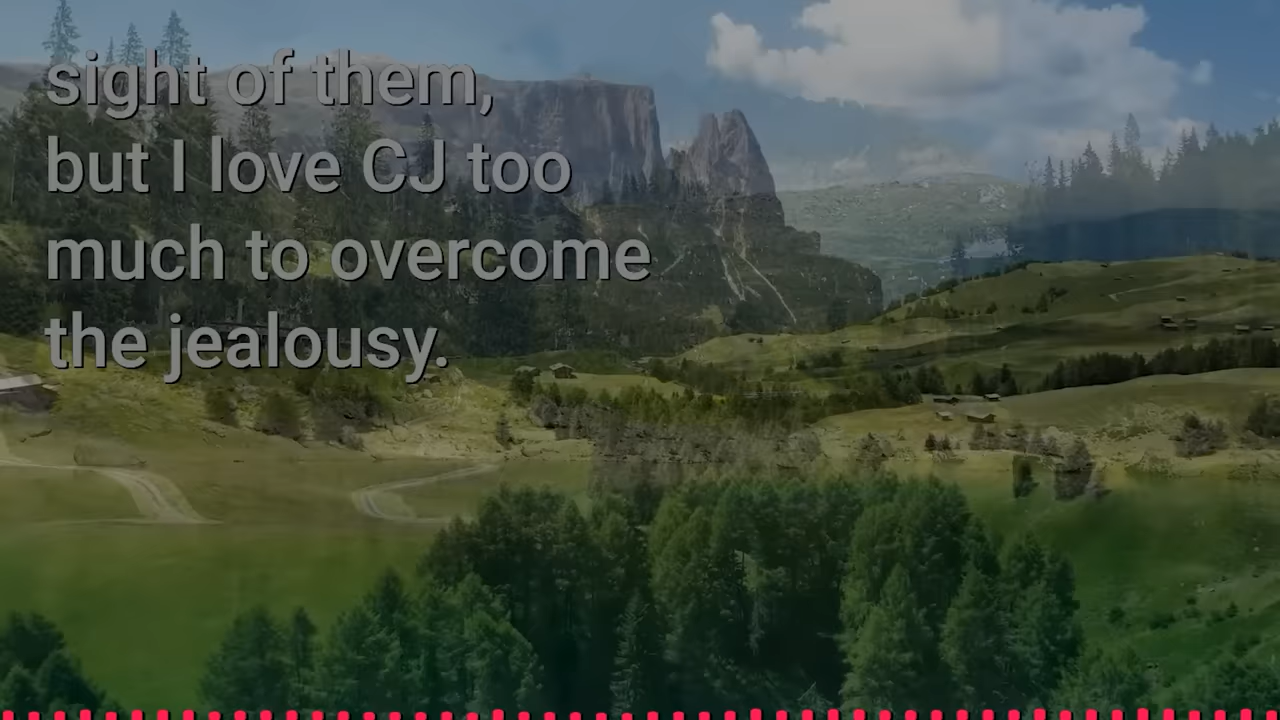 sight of them,
but I love CJ too
much to overcome
the jealousy.